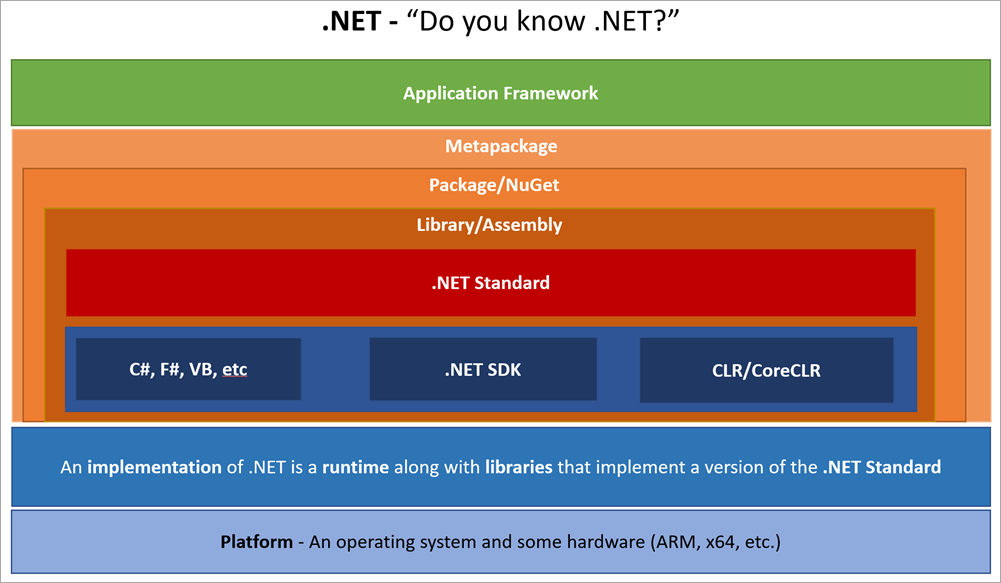 .NET - “Do you know .NET?”
Application Framework
Metapackage
Package/NuGet
Library/Assembly
.NET Standard
C#, F#, VB, etc
.NET SDK
CLR/CoreCLR
An implementation of .NET is a runtime along with libraries that implement a version of the .NET Standard
Platform - An operating system and some hardware (ARM, x64, etc.)